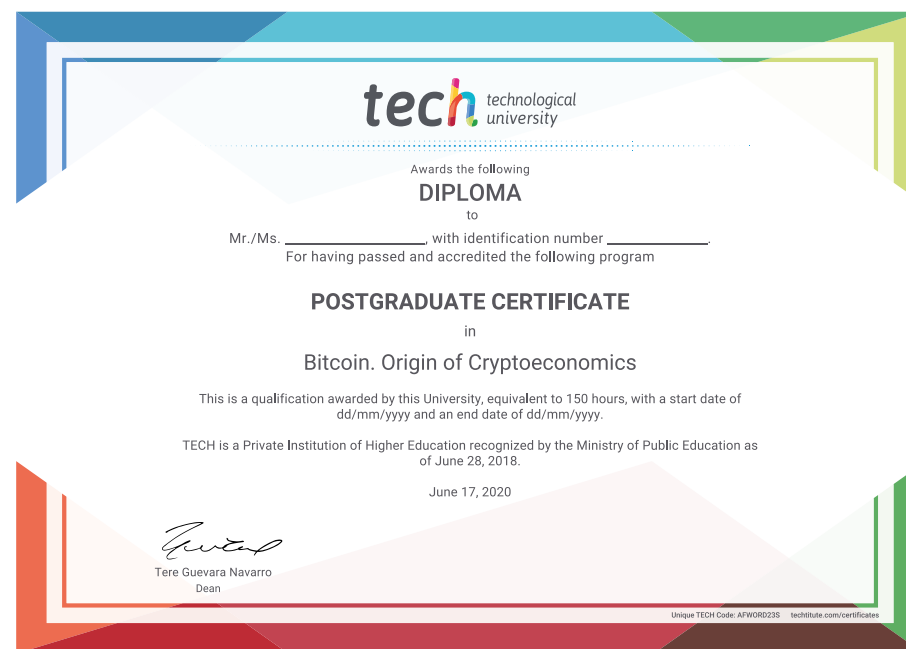 tech technological
university
Awards the following
DIPLOMA
to
Mr./Ms. ____________________, with identification number ______________.
For having passed and accredited the following program
POSTGRADUATE CERTIFICATE
in
Bitcoin. Origin of Cryptoeconomics
This is a qualification awarded by this University, equivalent to 150 hours, with a start date of
dd/mm/yyyy and an end date of dd/mm/yyyy.
TECH is a Private Institution of Higher Education recognized by the Ministry of Public Education as
of June 28, 2018.
June 17, 2020
Tere Guevara Navarro
Dean
Unique TECH Code: AFWORD23S techtitute.com/certificates